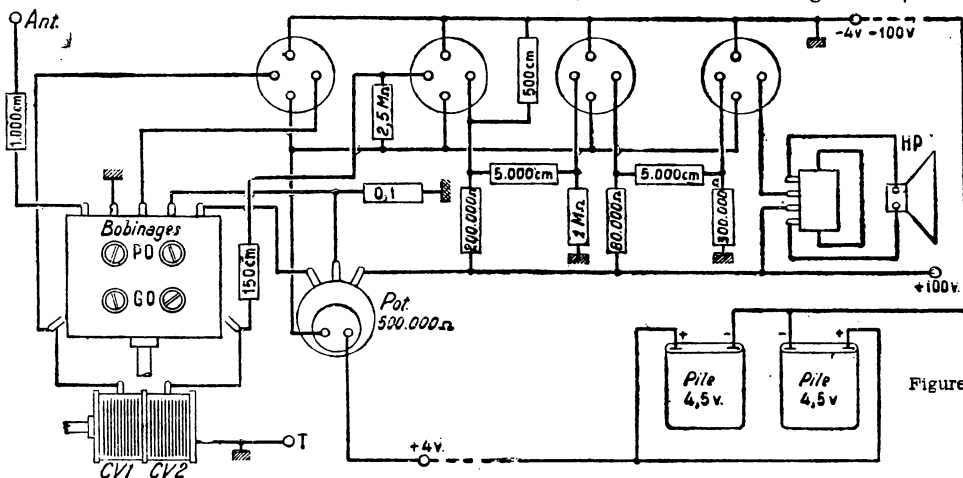 Ant.
-4v -100v.
1.000cm
2,5 MΩ
500cm
HP
5.000cm
5.000cm
0,1
200.000Ω
1 MΩ
80.000Ω
300.000Ω
Bobinages
PO
GO
150cm
Pot.
500.000Ω
+100v.
+ - - +
Pile
4,5v.
Pile
4,5v
Figure
+4v.
T
CV1 CV2